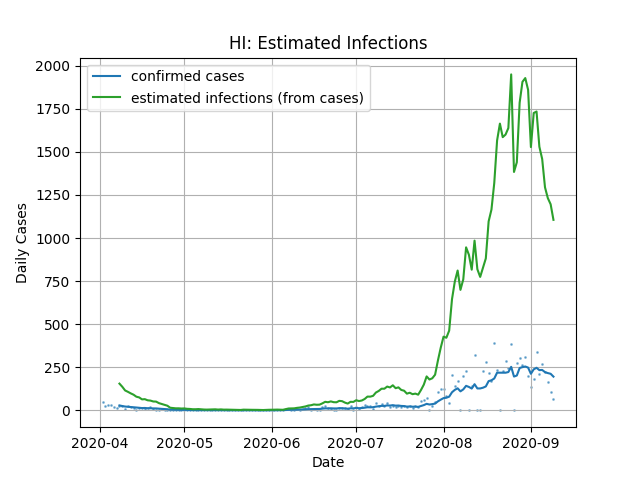 HI: Estimated Infections
confirmed cases
estimated infections (from cases)
2000
1750
1500
1250
1000
750
500
250
0
Daily Cases
2020-04 2020-05 2020-06 2020-07 2020-08 2020-09
Date